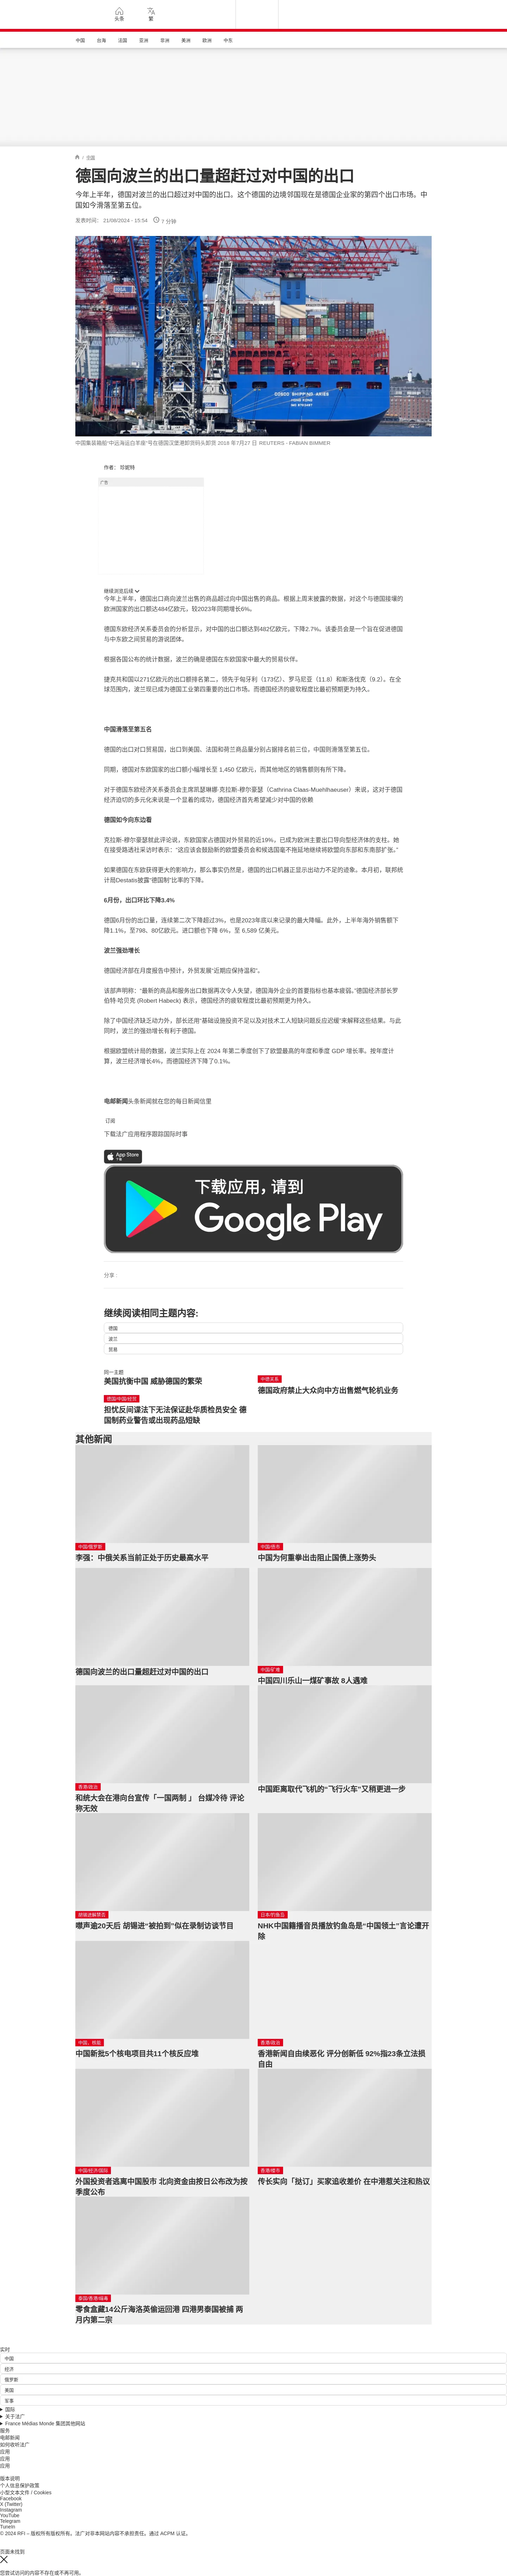 头条
繁
中国
台海
法国
亚洲
非洲
美洲
欧洲
中东
/ 法国
德国向波兰的出口量超赶过对中国的出口
今年上半年，德国对波兰的出口超过对中国的出口。这个德国的边境邻国现在是德国企业家的第四个出口市场。中国如今滑落至第五位。
发表时间： 21/08/2024 - 15:54
7 分钟
COSCO SHIPPING ARIES
HONG KONG
中国集装箱船“中远海运白羊座”号在德国汉堡港卸货码头卸货 2018 年7月27 日 REUTERS - FABIAN BIMMER
作者： 珍妮特
广告
继续浏览后续
今年上半年，德国出口商向波兰出售的商品超过向中国出售的商品。根据上周末披露的数据，对这个与德国接壤的欧洲国家的出口额达484亿欧元，较2023年同期增长6%。
德国东欧经济关系委员会的分析显示，对中国的出口额达到482亿欧元，下降2.7%。该委员会是一个旨在促进德国与中东欧之间贸易的游说团体。
根据各国公布的统计数据，波兰的确是德国在东欧国家中最大的贸易伙伴。
捷克共和国以271亿欧元的出口额排名第二，领先于匈牙利（173亿）、罗马尼亚（11.8）和斯洛伐克（9.2）。在全球范围内，波兰现已成为德国工业第四重要的出口市场。而德国经济的疲软程度比最初预期更为持久。
中国滑落至第五名
德国的出口对口贸易国，出口到美国、法国和荷兰商品量分别占据排名前三位，中国则滑落至第五位。
同期，德国对东欧国家的出口额小幅增长至 1,450 亿欧元，而其他地区的销售额则有所下降。
对于德国东欧经济关系委员会主席凯瑟琳娜·克拉斯-穆尔豪瑟（Cathrina Claas-Muehlhaeuser）来说，这对于德国经济迫切的多元化来说是一个显着的成功，德国经济首先希望减少对中国的依赖
德国如今向东边看
克拉斯-穆尔豪瑟就此评论说，东欧国家占德国对外贸易的近19%，已成为欧洲主要出口导向型经济体的支柱。她在接受路透社采访时表示：“这应该会鼓励新的欧盟委员会和候选国毫不拖延地继续将欧盟向东部和东南部扩张。”
如果德国在东欧获得更大的影响力，那么事实仍然是，德国的出口机器正显示出动力不足的迹象。本月初，联邦统计局Destatis披露“德国制”比率的下降。
6月份，出口环比下降3.4%
德国6月份的出口量，连续第二次下降超过3%，也是2023年底以来记录的最大降幅。此外，上半年海外销售额下降1.1%，至798、80亿欧元。进口额也下降 6%，至 6,589 亿美元。
波兰强劲增长
德国经济部在月度报告中预计，外贸发展“近期应保持温和”。
该部声明称：“最新的商品和服务出口数据再次令人失望，德国海外企业的首要指标也基本疲弱。”德国经济部长罗伯特·哈贝克 (Robert Habeck) 表示，德国经济的疲软程度比最初预期更为持久。
除了中国经济缺乏动力外，部长还用“基础设施投资不足以及对技术工人短缺问题反应迟缓”来解释这些结果。与此同时，波兰的强劲增长有利于德国。
根据欧盟统计局的数据，波兰实际上在 2024 年第二季度创下了欧盟最高的年度和季度 GDP 增长率。按年度计算，波兰经济增长4%，而德国经济下降了0.1%。
电邮新闻头条新闻就在您的每日新闻信里
订阅
下载法广应用程序跟踪国际时事
App Store
下载
下载应用，请到
Google Play
分享 :
继续阅读相同主题内容:
德国
波兰
贸易
同一主题
美国抗衡中国 威胁德国的繁荣
中德关系
德国政府禁止大众向中方出售燃气轮机业务
德国/中国/经贸
担忧反间谍法下无法保证赴华质检员安全 德国制药业警告或出现药品短缺
其他新闻
中国/俄罗斯
李强：中俄关系当前正处于历史最高水平
中国/债市
中国为何重拳出击阻止国债上涨势头
德国向波兰的出口量超赶过对中国的出口
中国/矿难
中国四川乐山一煤矿事故 8人遇难
香港/政治
和统大会在港向台宣传「一国两制 」 台媒冷待 评论称无效
中国距离取代飞机的“飞行火车”又稍更进一步
胡锡进解禁言
噤声逾20天后 胡锡进“被拍到”似在录制访谈节目
日本/钓鱼岛
NHK中国籍播音员播放钓鱼岛是“中国领土”言论遭开除
中国、核能
中国新批5个核电项目共11个核反应堆
香港/政治
香港新闻自由续恶化 评分创新低 92%指23条立法损自由
中国/经济/国际
外国投资者逃离中国股市 北向资金由按日公布改为按季度公布
香港/楼市
传长实向「挞订」买家追收差价 在中港惹关注和热议
泰国/香港/缉毒
零食盒藏14公斤海洛英偷运回港 四港男泰国被捕 两月内第二宗
实时
中国
经济
俄罗斯
美国
军事
国际
关于法广
France Médias Monde 集团其他网站
服务
电邮新闻
如何收听法广
应用
应用
应用
版本说明
个人信息保护政策
小型文本文件 / Cookies
Facebook
X (Twitter)
Instagram
YouTube
Telegram
TuneIn
© 2024 RFI – 版权所有版权所有。法广对非本网站内容不承担责任。通过 ACPM 认证。
页面未找到
您尝试访问的内容不存在或不再可用。